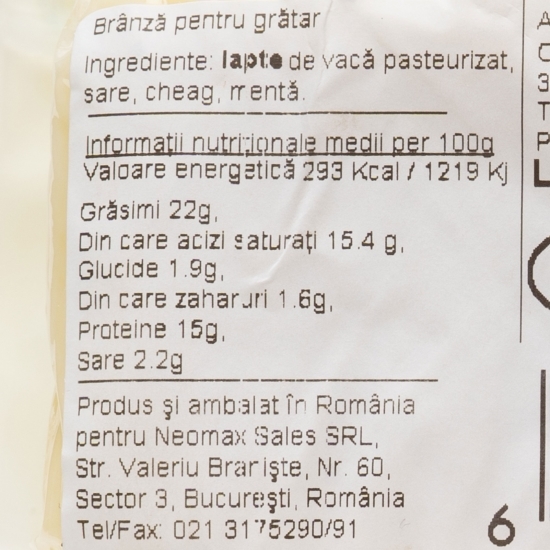 Brânză pentru grătar
Ingrediente: lapte de vacă pasteurizat,
sare, cheag, mentă.
Informații nutriționale medii per 100g
Valoare energetică 293 Kcal / 1219 Kj
Grăsimi 22g,
Din care acizi saturați 15.4 g,
Glucide 1.9g,
Din care zaharuri 1.6g,
Proteine 15g,
Sare 2.2g
Produs și ambalat în România
pentru Neomax Sales SRL,
Str. Valeriu Braniște, Nr. 60,
Sector 3, București, România
Tel/Fax: 021 3175290/91
6